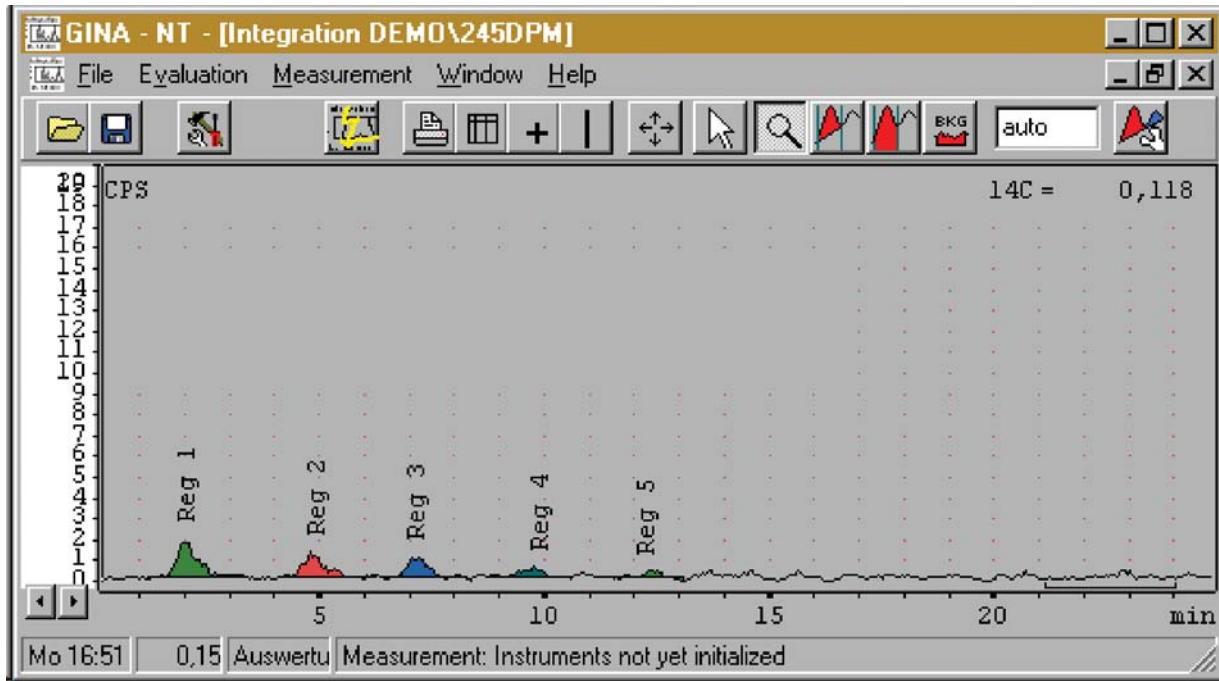 GINA - NT - [Integration DEMO\245DPM]
File Evaluation Measurement Window Help
BKG auto
CPS 14C = 0,118
18
17
16
15
14
13
12
11
10
9
8
7
6
5
4
3
2
1
0
Reg 1
Reg 2
Reg 3
Reg 4
Reg 5
5 10 15 20 min
Mo 16:51 0,15 Auswertu Measurement: Instruments not yet initialized